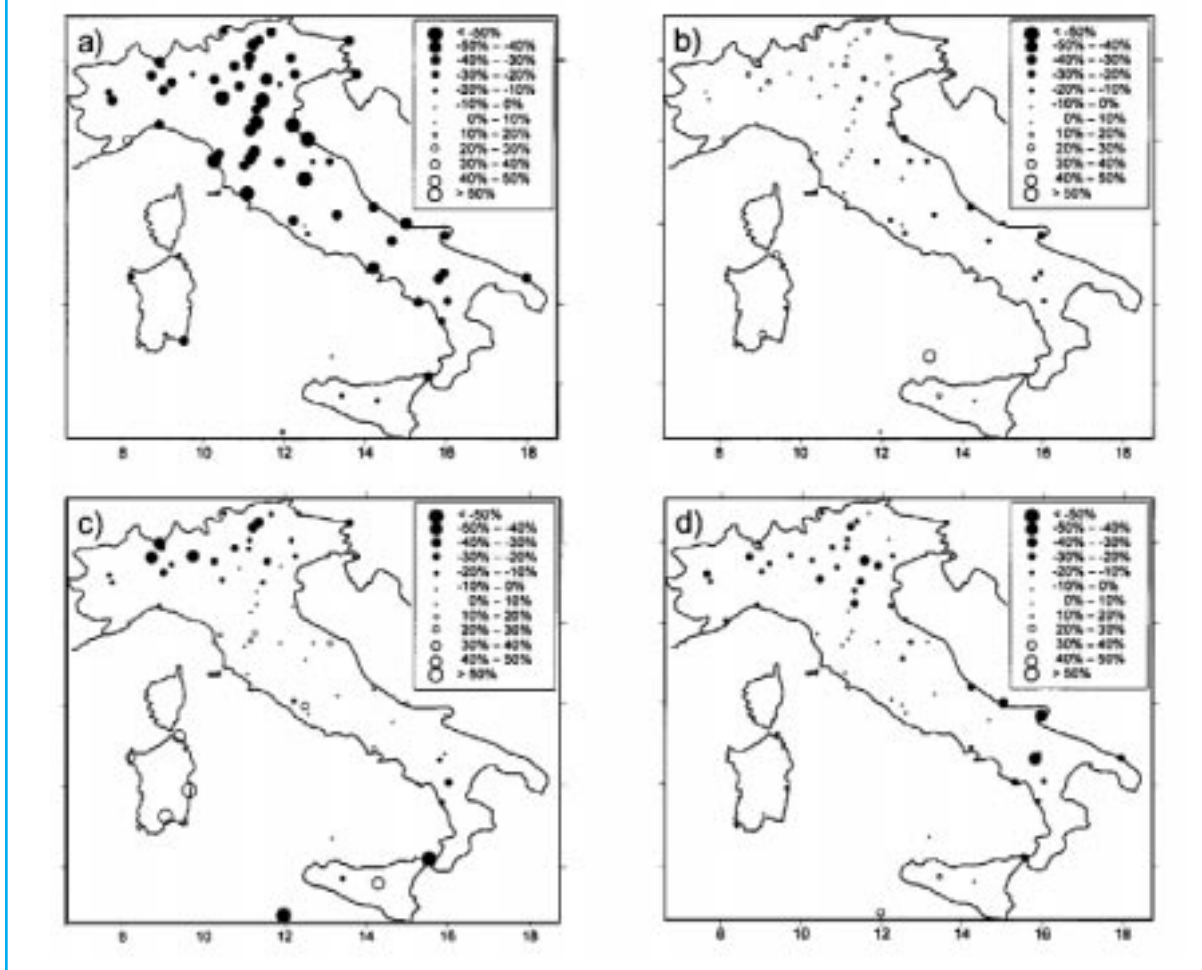 a)
< -50%
-50% – -40%
-40% – -30%
-30% – -20%
-20% – -10%
-10% – 0%
0% – 10%
10% – 20%
20% – 30%
30% – 40%
40% – 50%
> 50%
8 10 12 14 16 18
b)
< -50%
-50% – -40%
-40% – -30%
-30% – -20%
-20% – -10%
-10% – 0%
0% – 10%
10% – 20%
20% – 30%
30% – 40%
40% – 50%
> 50%
8 10 12 14 16 18
c)
< -50%
-50% – -40%
-40% – -30%
-30% – -20%
-20% – -10%
-10% – 0%
0% – 10%
10% – 20%
20% – 30%
30% – 40%
40% – 50%
> 50%
8 10 12 14 16 18
d)
< -50%
-50% – -40%
-40% – -30%
-30% – -20%
-20% – -10%
-10% – 0%
0% – 10%
10% – 20%
20% – 30%
30% – 40%
40% – 50%
> 50%
8 10 12 14 16 18